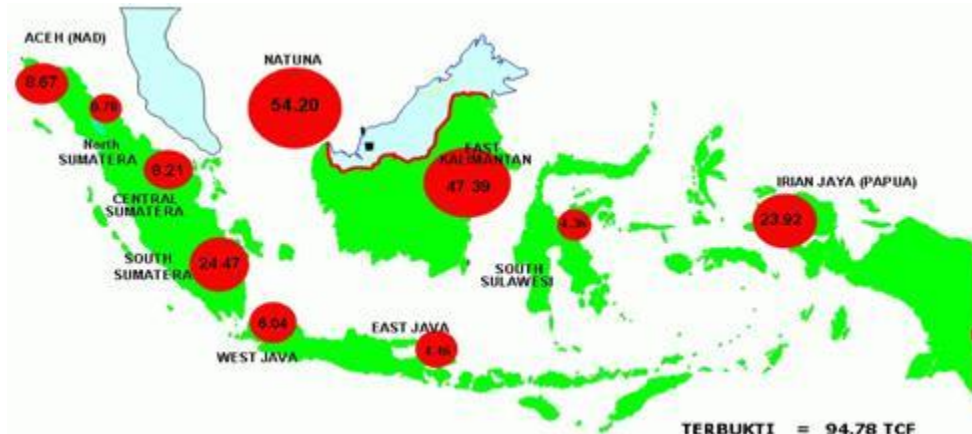 ACEH (NAD)
8.67
NATUNA
54.20
North
SUMATERA
8.21
CENTRAL
SUMATERA
EAST
KALIMANTAN
47.39
IRIAN JAYA (PAPUA)
23.92
SOUTH
SUMATERA
24.47
SOUTH
SULAWESI
6.04
WEST JAVA
EAST JAVA
TERBUKTI = 94.78 TCF